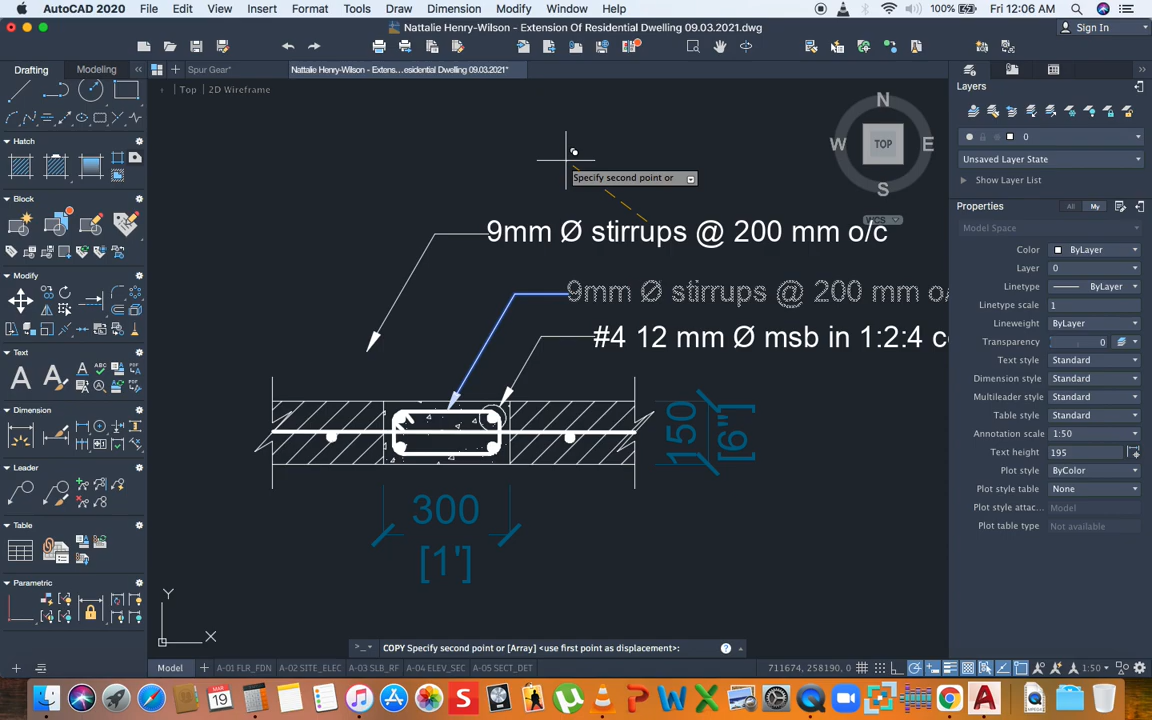 AutoCAD 2020 File Edit View Insert Format Tools Draw Dimension Modify Window Help 100% Fri 12:06 AM
Nattalie Henry-Wilson - Extension Of Residential Dwelling 09.03.2021.dwg
Sign In
Drafting Modeling
Spur Gear* Nattalie Henry-Wilson - Extens...esidential Dwelling 09.03.2021*
Top 2D Wireframe
Layers
0
Unsaved Layer State
Show Layer List
N
W TOP E
S
WCS
Hatch
Block
Modify
Text
Dimension
Leader
Table
Parametric
Specify second point or
9mm Ø stirrups @ 200 mm o/c
9mm Ø stirrups @ 200 mm o/
#4 12 mm Ø msb in 1:2:4 c
150
[6"]
300
[1']
Y
X
Properties
All My
Model Space
Color ByLayer
Layer 0
Linetype ByLayer
Linetype scale 1
Lineweight ByLayer
Transparency 0
Text style Standard
Dimension style Standard
Multileader style Standard
Table style Standard
Annotation scale 1:50
Text height 195
Plot style ByColor
Plot style table None
Plot style attac... Model
Plot table type Not available
>_ COPY Specify second point or [Array] <use first point as displacement>:
Model A-01 FLR_FDN A-02 SITE_ELEC A-03 SLB_RF A-04 ELEV_SEC A-05 SECT_DET 711674, 258190, 0 1:50